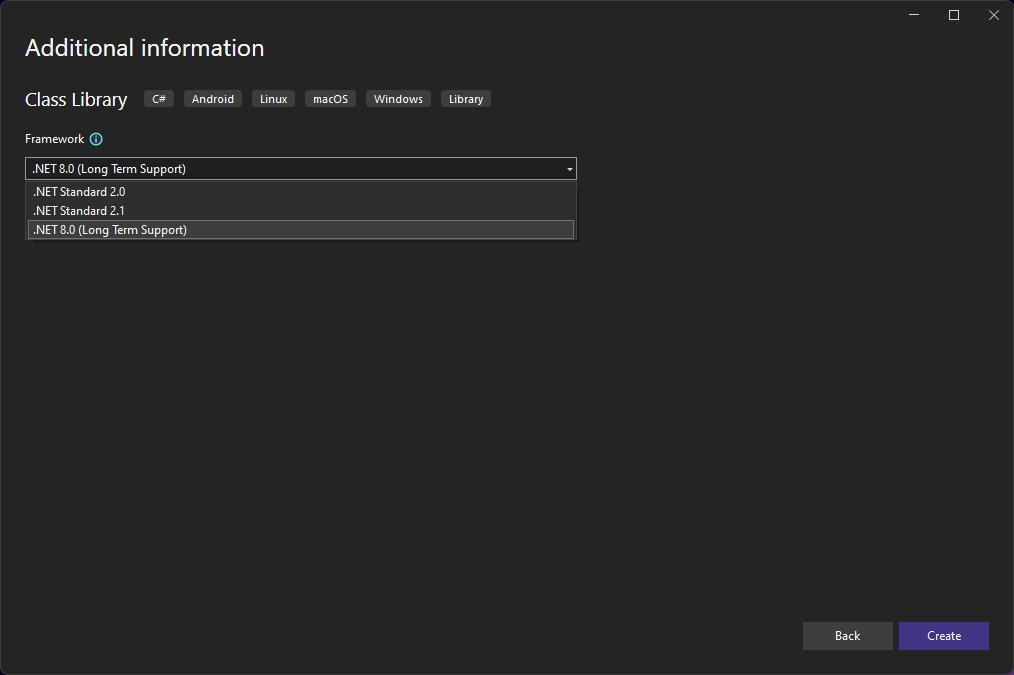 Additional information
Class Library C# Android Linux macOS Windows Library
Framework
.NET 8.0 (Long Term Support)
.NET Standard 2.0
.NET Standard 2.1
.NET 8.0 (Long Term Support)
Back Create